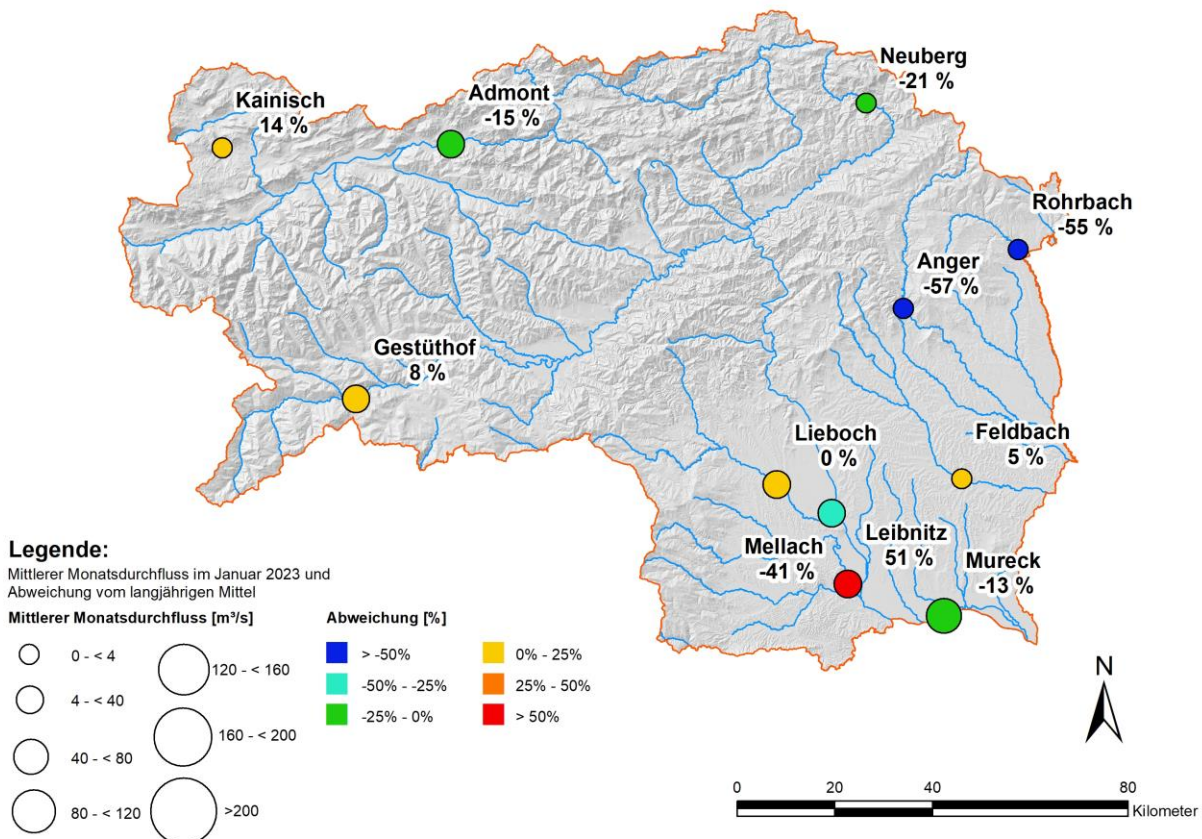 Neuberg
-21 %
Kainisch
14 %
Admont
-15 %
Rohrbach
-55 %
Anger
-57 %
Gestüthof
8 %
Lieboch
0 %
Feldbach
5 %
Mellach
-41 %
Leibnitz
51 %
Mureck
-13 %
Legende:
Mittlerer Monatsdurchfluss im Januar 2023 und
Abweichung vom langjährigen Mittel
Mittlerer Monatsdurchfluss [m³/s]
0 - < 4
4 - < 40
40 - < 80
80 - < 120
120 - < 160
160 - < 200
>200
Abweichung [%]
> -50%
-50% - -25%
-25% - 0%
0% - 25%
25% - 50%
> 50%
N
0 20 40 80
Kilometer